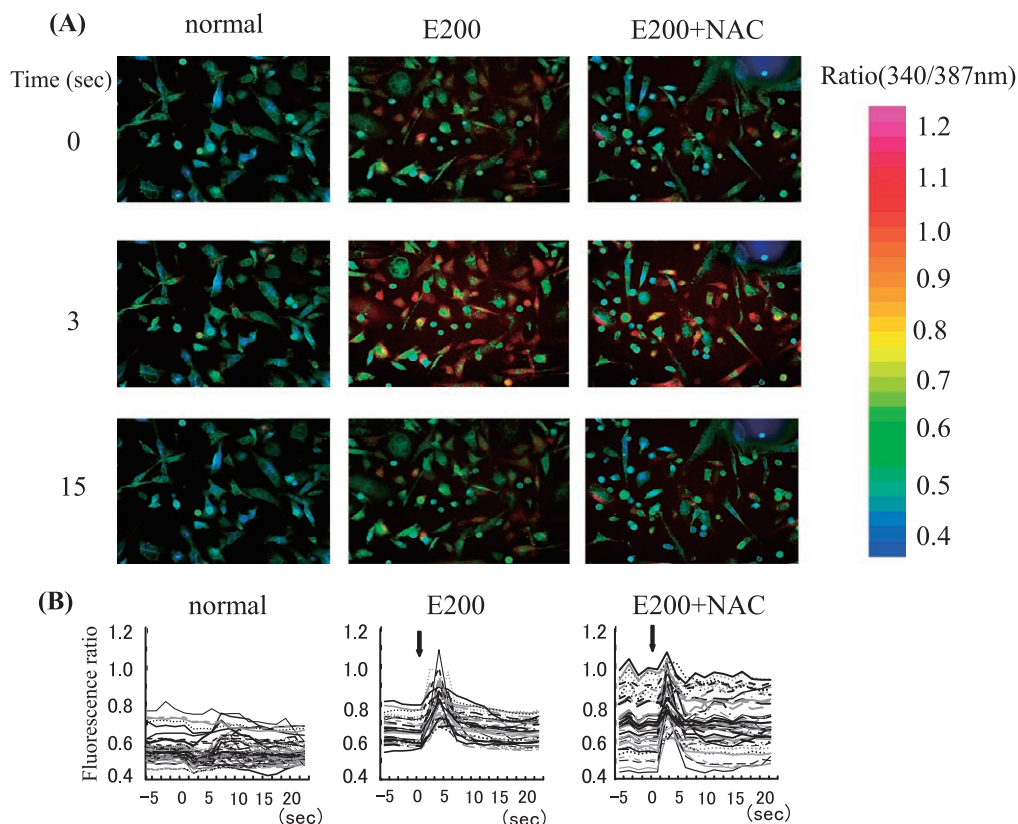 (A)
normal E200 E200+NAC
Time (sec)
0
3
15
Ratio(340/387nm)
1.2
1.1
1.0
0.9
0.8
0.7
0.6
0.5
0.4
(B)
normal E200 E200+NAC
Fluorescence ratio
1.2
1.0
0.8
0.6
0.4
-5 0 5 10 15 20
(sec)
1.2
1.0
0.8
0.6
0.4
-5 0 5 10 15 20
(sec)
1.2
1.0
0.8
0.6
0.4
-5 0 5 10 15 20
(sec)